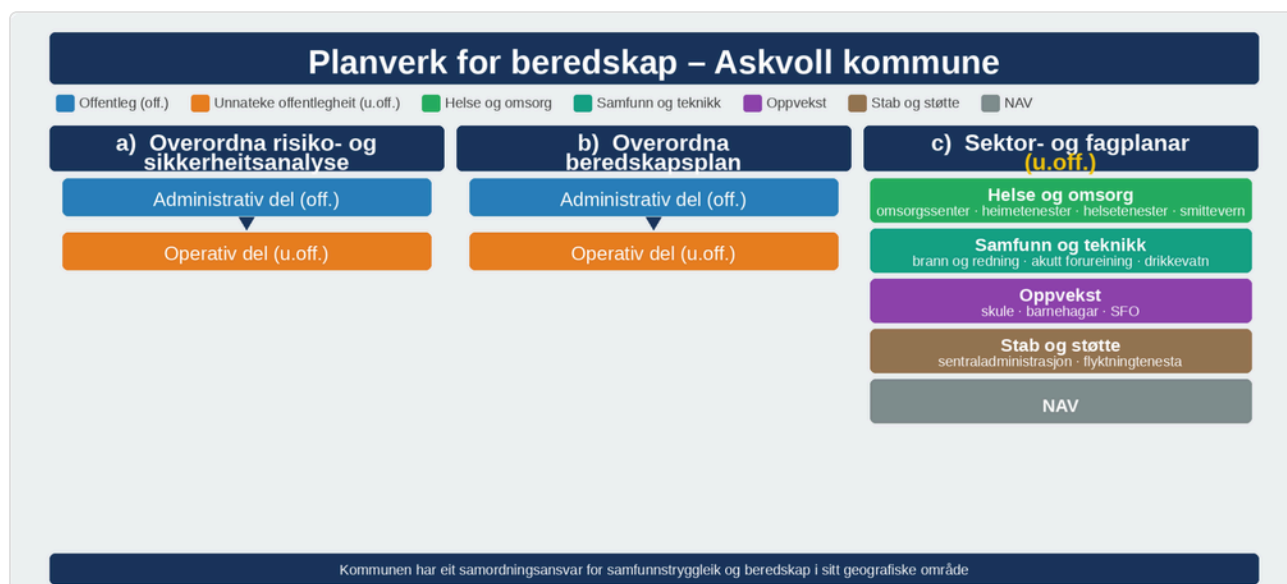 Planverk for beredskap – Askvoll kommune
Offentleg (off.) Unnateke offentlegheit (u.off.) Helse og omsorg Samfunn og teknikk Oppvekst Stab og støtte NAV
a) Overordna risiko- og
sikkerheitsanalyse
Administrativ del (off.)
Operativ del (u.off.)
b) Overordna
beredskapsplan
Administrativ del (off.)
Operativ del (u.off.)
c) Sektor- og fagplanar
(u.off.)
Helse og omsorg
omsorgssenter · heimetenester · helsetenester · smittevern
Samfunn og teknikk
brann og redning · akutt forureining · drikkevatn
Oppvekst
skule · barnehagar · SFO
Stab og støtte
sentraladministrasjon · flyktningtenesta
NAV
Kommunen har eit samordningsansvar for samfunnstryggleik og beredskap i sitt geografiske område